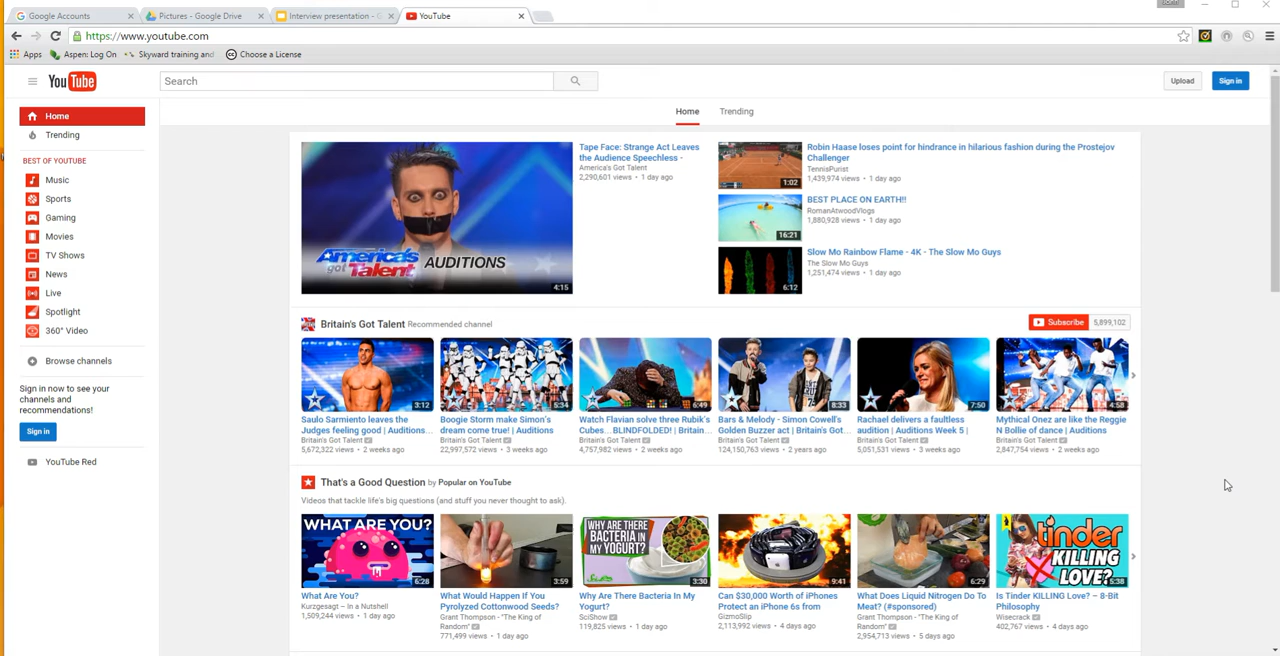 Google Accounts
Pictures - Google Drive
Interview presentation -
YouTube
https://www.youtube.com
Apps
Aspen: Log On
Skyward training and
Choose a License
YouTube
Search
Upload
Sign in
Home
Trending
Home
Trending
BEST OF YOUTUBE
Music
Sports
Gaming
Movies
TV Shows
News
Live
Spotlight
360° Video
Browse channels
Sign in now to see your
channels and
recommendations!
Sign in
YouTube Red
America's
got Talent AUDITIONS
4:15
Tape Face: Strange Act Leaves
the Audience Speechless -
America's Got Talent
2,290,601 views • 1 day ago
1:02
Robin Haase loses point for hindrance in hilarious fashion during the Prostejov
Challenger
TennisPurist
1,439,974 views • 1 day ago
16:21
BEST PLACE ON EARTH!!
RomanAtwoodVlogs
1,880,928 views • 1 day ago
6:12
Slow Mo Rainbow Flame - 4K - The Slow Mo Guys
The Slow Mo Guys
1,251,474 views • 1 day ago
Britain's Got Talent Recommended channel
Subscribe 5,899,102
3:12
Saulo Sarmiento leaves the
Judges feeling good | Auditions...
Britain's Got Talent
5,672,322 views • 2 weeks ago
5:34
Boogie Storm make Simon's
dream come true! | Auditions
Britain's Got Talent
22,997,572 views • 3 weeks ago
6:49
Watch Flavian solve three Rubik's
Cubes... BLINDFOLDED! | Britain...
Britain's Got Talent
4,757,982 views • 2 weeks ago
8:33
Bars & Melody - Simon Cowell's
Golden Buzzer act | Britain's Got...
Britain's Got Talent
124,150,763 views • 2 years ago
7:50
Rachael delivers a faultless
audition | Auditions Week 5 |
Britain's Got Talent
5,051,531 views • 3 weeks ago
4:58
Mythical Onez are like the Reggie
N Bollie of dance | Auditions
Britain's Got Talent
2,847,754 views • 2 weeks ago
That's a Good Question by Popular on YouTube
Videos that tackle life's big questions (and stuff you never thought to ask).
WHAT ARE YOU?
6:28
What Are You?
Kurzgesagt – In a Nutshell
1,509,244 views • 1 day ago
3:59
What Would Happen If You
Pyrolyzed Cottonwood Seeds?
Grant Thompson - "The King of
Random"
771,499 views • 1 day ago
WHY ARE THERE
BACTERIA IN
MY YOGURT?
3:30
Why Are There Bacteria In My
Yogurt?
SciShow
119,825 views • 1 day ago
9:41
Can $30,000 Worth of iPhones
Protect an iPhone 6s from
GizmoSlip
2,113,992 views • 4 days ago
6:29
What Does Liquid Nitrogen Do To
Meat? (#sponsored)
Grant Thompson - "The King of
Random"
2,954,713 views • 5 days ago
tinder
KILLING
LOVE?
5:38
Is Tinder KILLING Love? – 8-Bit
Philosophy
Wisecrack
402,767 views • 4 days ago